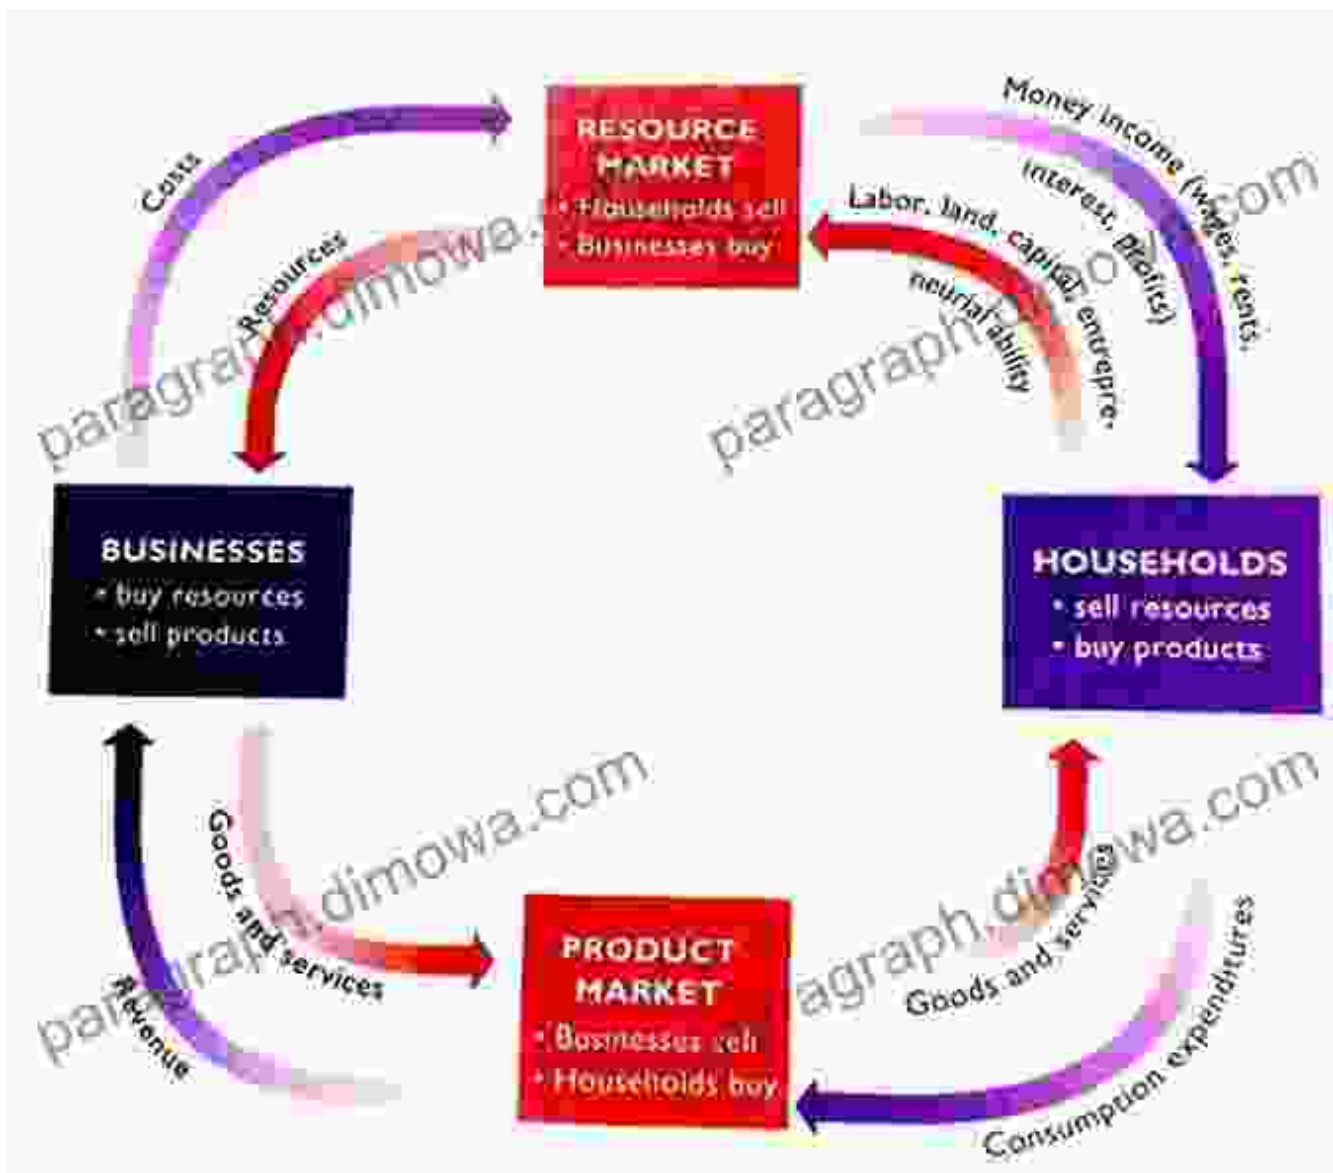 Costs
RESOURCE
MARKET
• Households sell
• Businesses buy
Money income (wages, rents,
interest, profits)
Labor, land, capital, entrepre-
neurial ability
Resources
BUSINESSES
• buy resources
• sell products
HOUSEHOLDS
• sell resources
• buy products
Goods and services
Revenue
PRODUCT
MARKET
• Businesses sell
• Households buy
Goods and services
Consumption expenditures
paragraph.dimowa.com
paragraph.dimowa.com
paragraph.dimowa.com
paragraph.dimowa.com